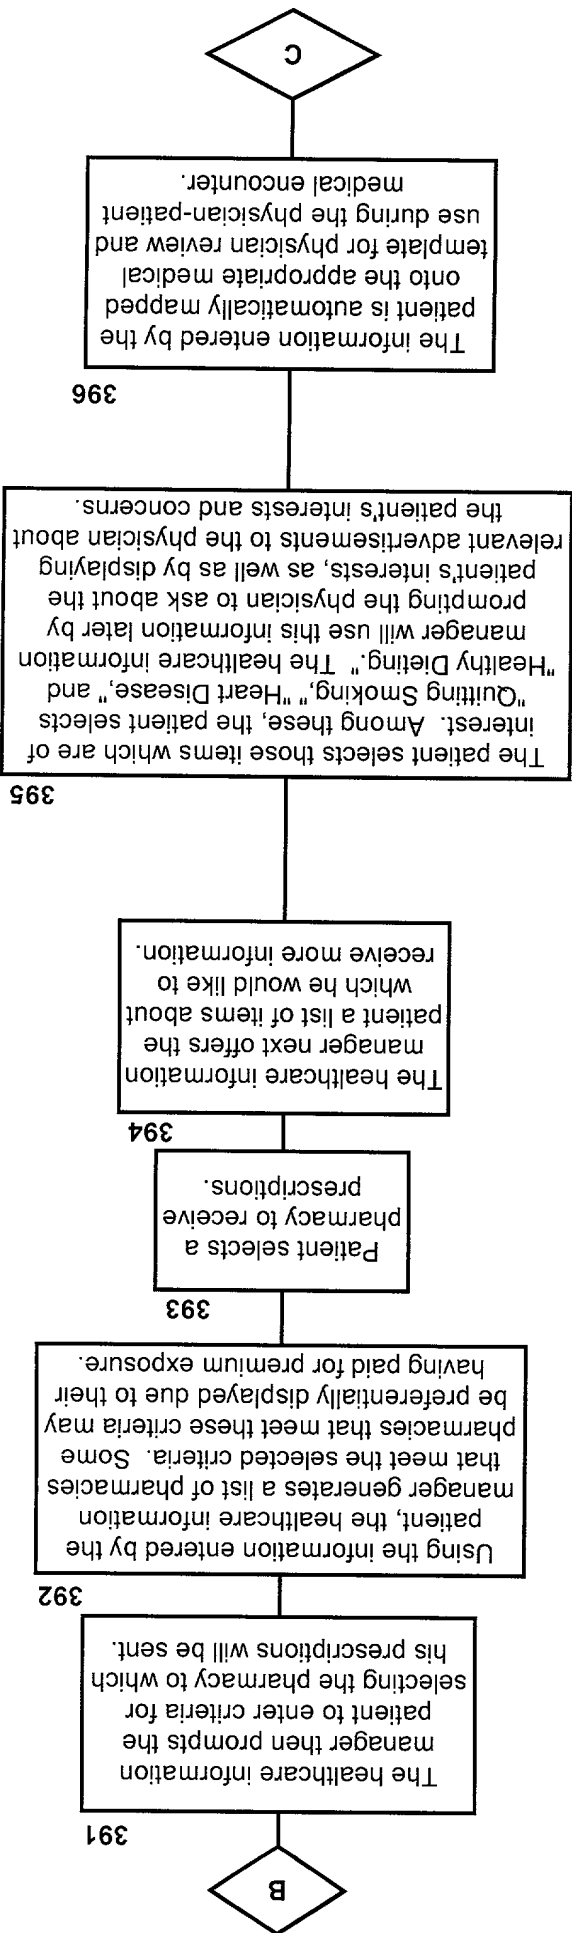 B
391
The healthcare information
manager then prompts the
patient to enter criteria for
selecting the pharmacy to which
his prescriptions will be sent.
392
Using the information entered by the
patient, the healthcare information
manager generates a list of pharmacies
that meet the selected criteria. Some
pharmacies that meet these criteria may
be preferentially displayed due to their
having paid for premium exposure.
393
Patient selects a
pharmacy to receive
prescriptions.
394
The healthcare information
manager next offers the
patient a list of items about
which he would like to
receive more information.
395
The patient selects those items which are of
interest. Among these, the patient selects
"Quitting Smoking," "Heart Disease," and
"Healthy Dieting." The healthcare information
manager will use this information later by
prompting the physician to ask about the
patient's interests, as well as by displaying
relevant advertisements to the physician about
the patient's interests and concerns.
396
The information entered by the
patient is automatically mapped
onto the appropriate medical
template for physician review and
use during the physician-patient
medical encounter.
C